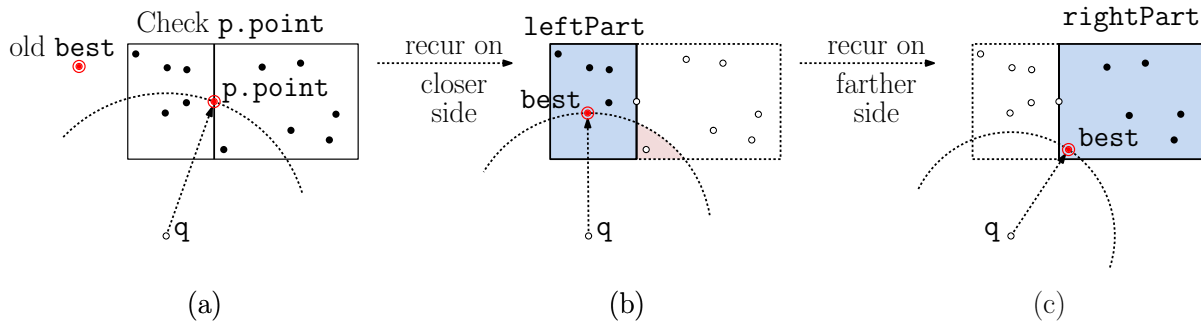 Check p.point
old best
p.point
q
(a)
recur on
closer
side
leftPart
best
q
(b)
recur on
farther
side
rightPart
best
q
(c)